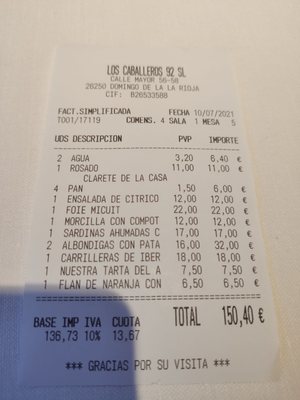 LOS CABALLEROS 92 SL
CALLE MAYOR 56-58
26250 DOMINGO DE LA LA RIOJA
CIF: B26533588
FACT.SIMPLIFICADA FECHA 10/07/2021
T001/17119 COMENS. 4 SALA 1 MESA 5
UDS DESCRIPCION PVP IMPORTE
2 AGUA 3,20 6,40 €
1 ROSADO 11,00 11,00 €
CLARETE DE LA CASA
4 PAN 1,50 6,00 €
1 ENSALADA DE CITRICO 12,00 12,00 €
1 FOIE MICUIT 22,00 22,00 €
1 MORCILLA CON COMPOT 12,00 12,00 €
1 SARDINAS AHUMADAS C 17,00 17,00 €
2 ALBONDIGAS CON PATA 16,00 32,00 €
1 CARRILLERAS DE IBER 18,00 18,00 €
1 NUESTRA TARTA DEL A 7,50 7,50 €
1 FLAN DE NARANJA CON 6,50 6,50 €
BASE IMP IVA CUOTA TOTAL 150,40 €
136,73 10% 13,67
*** GRACIAS POR SU VISITA ***